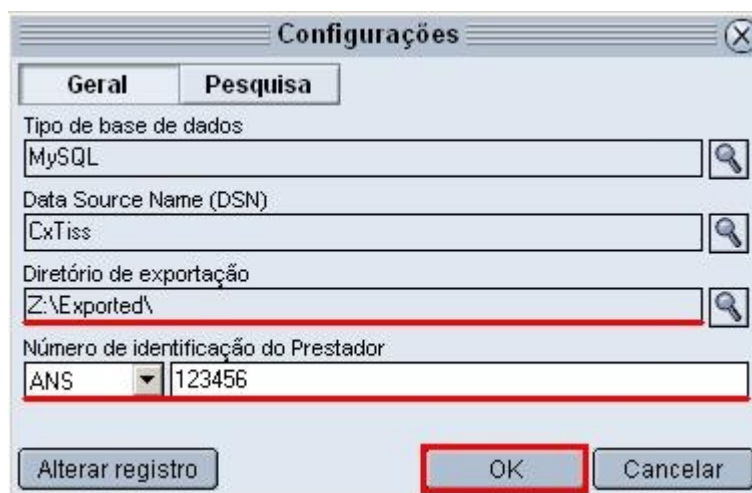 Configurações
Geral Pesquisa
Tipo de base de dados
MySQL
Data Source Name (DSN)
CxTiss
Diretório de exportação
Z:\Exported\
Número de identificação do Prestador
ANS 123456
Alterar registro OK Cancelar